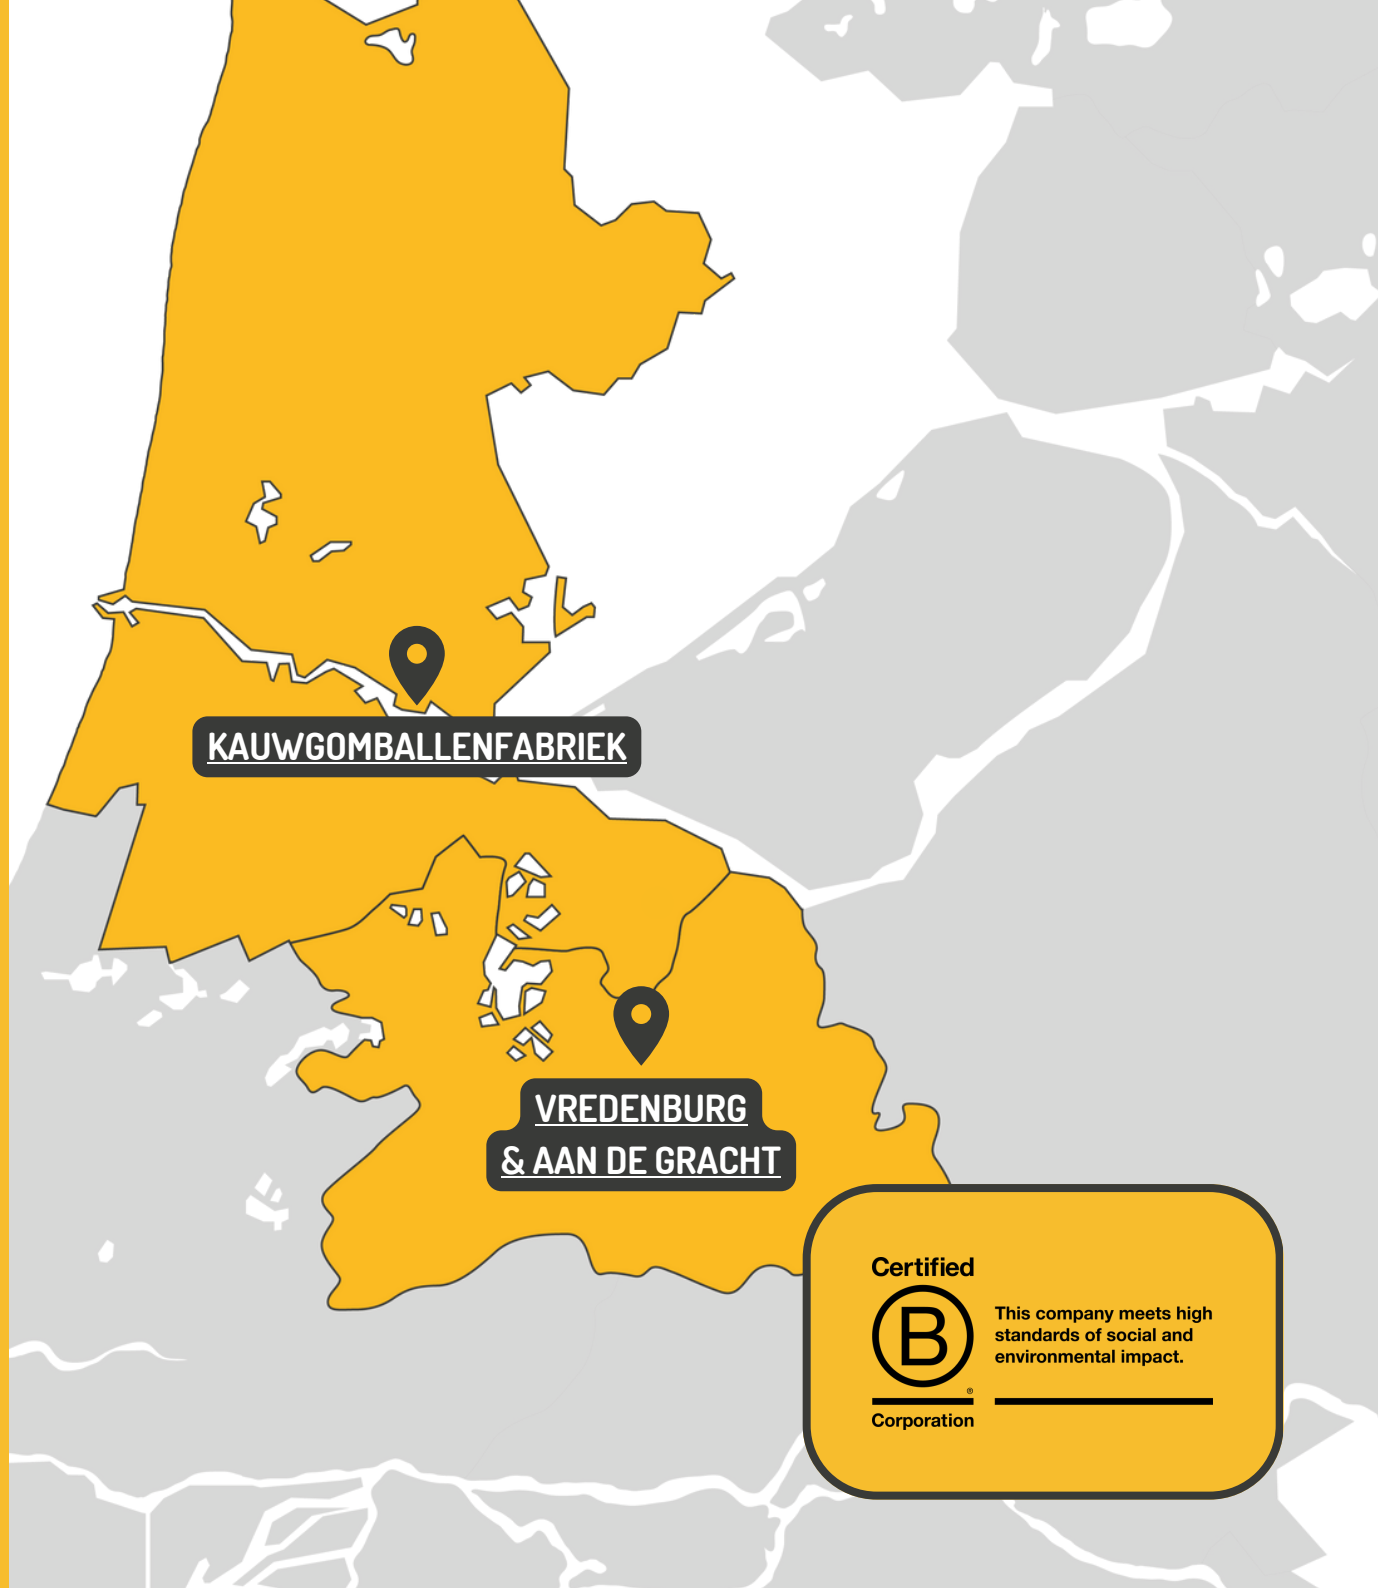 KAUWGOMBALLENFABRIEK
VREDENBURG
& AAN DE GRACHT
Certified
B
®
Corporation
This company meets high
standards of social and
environmental impact.